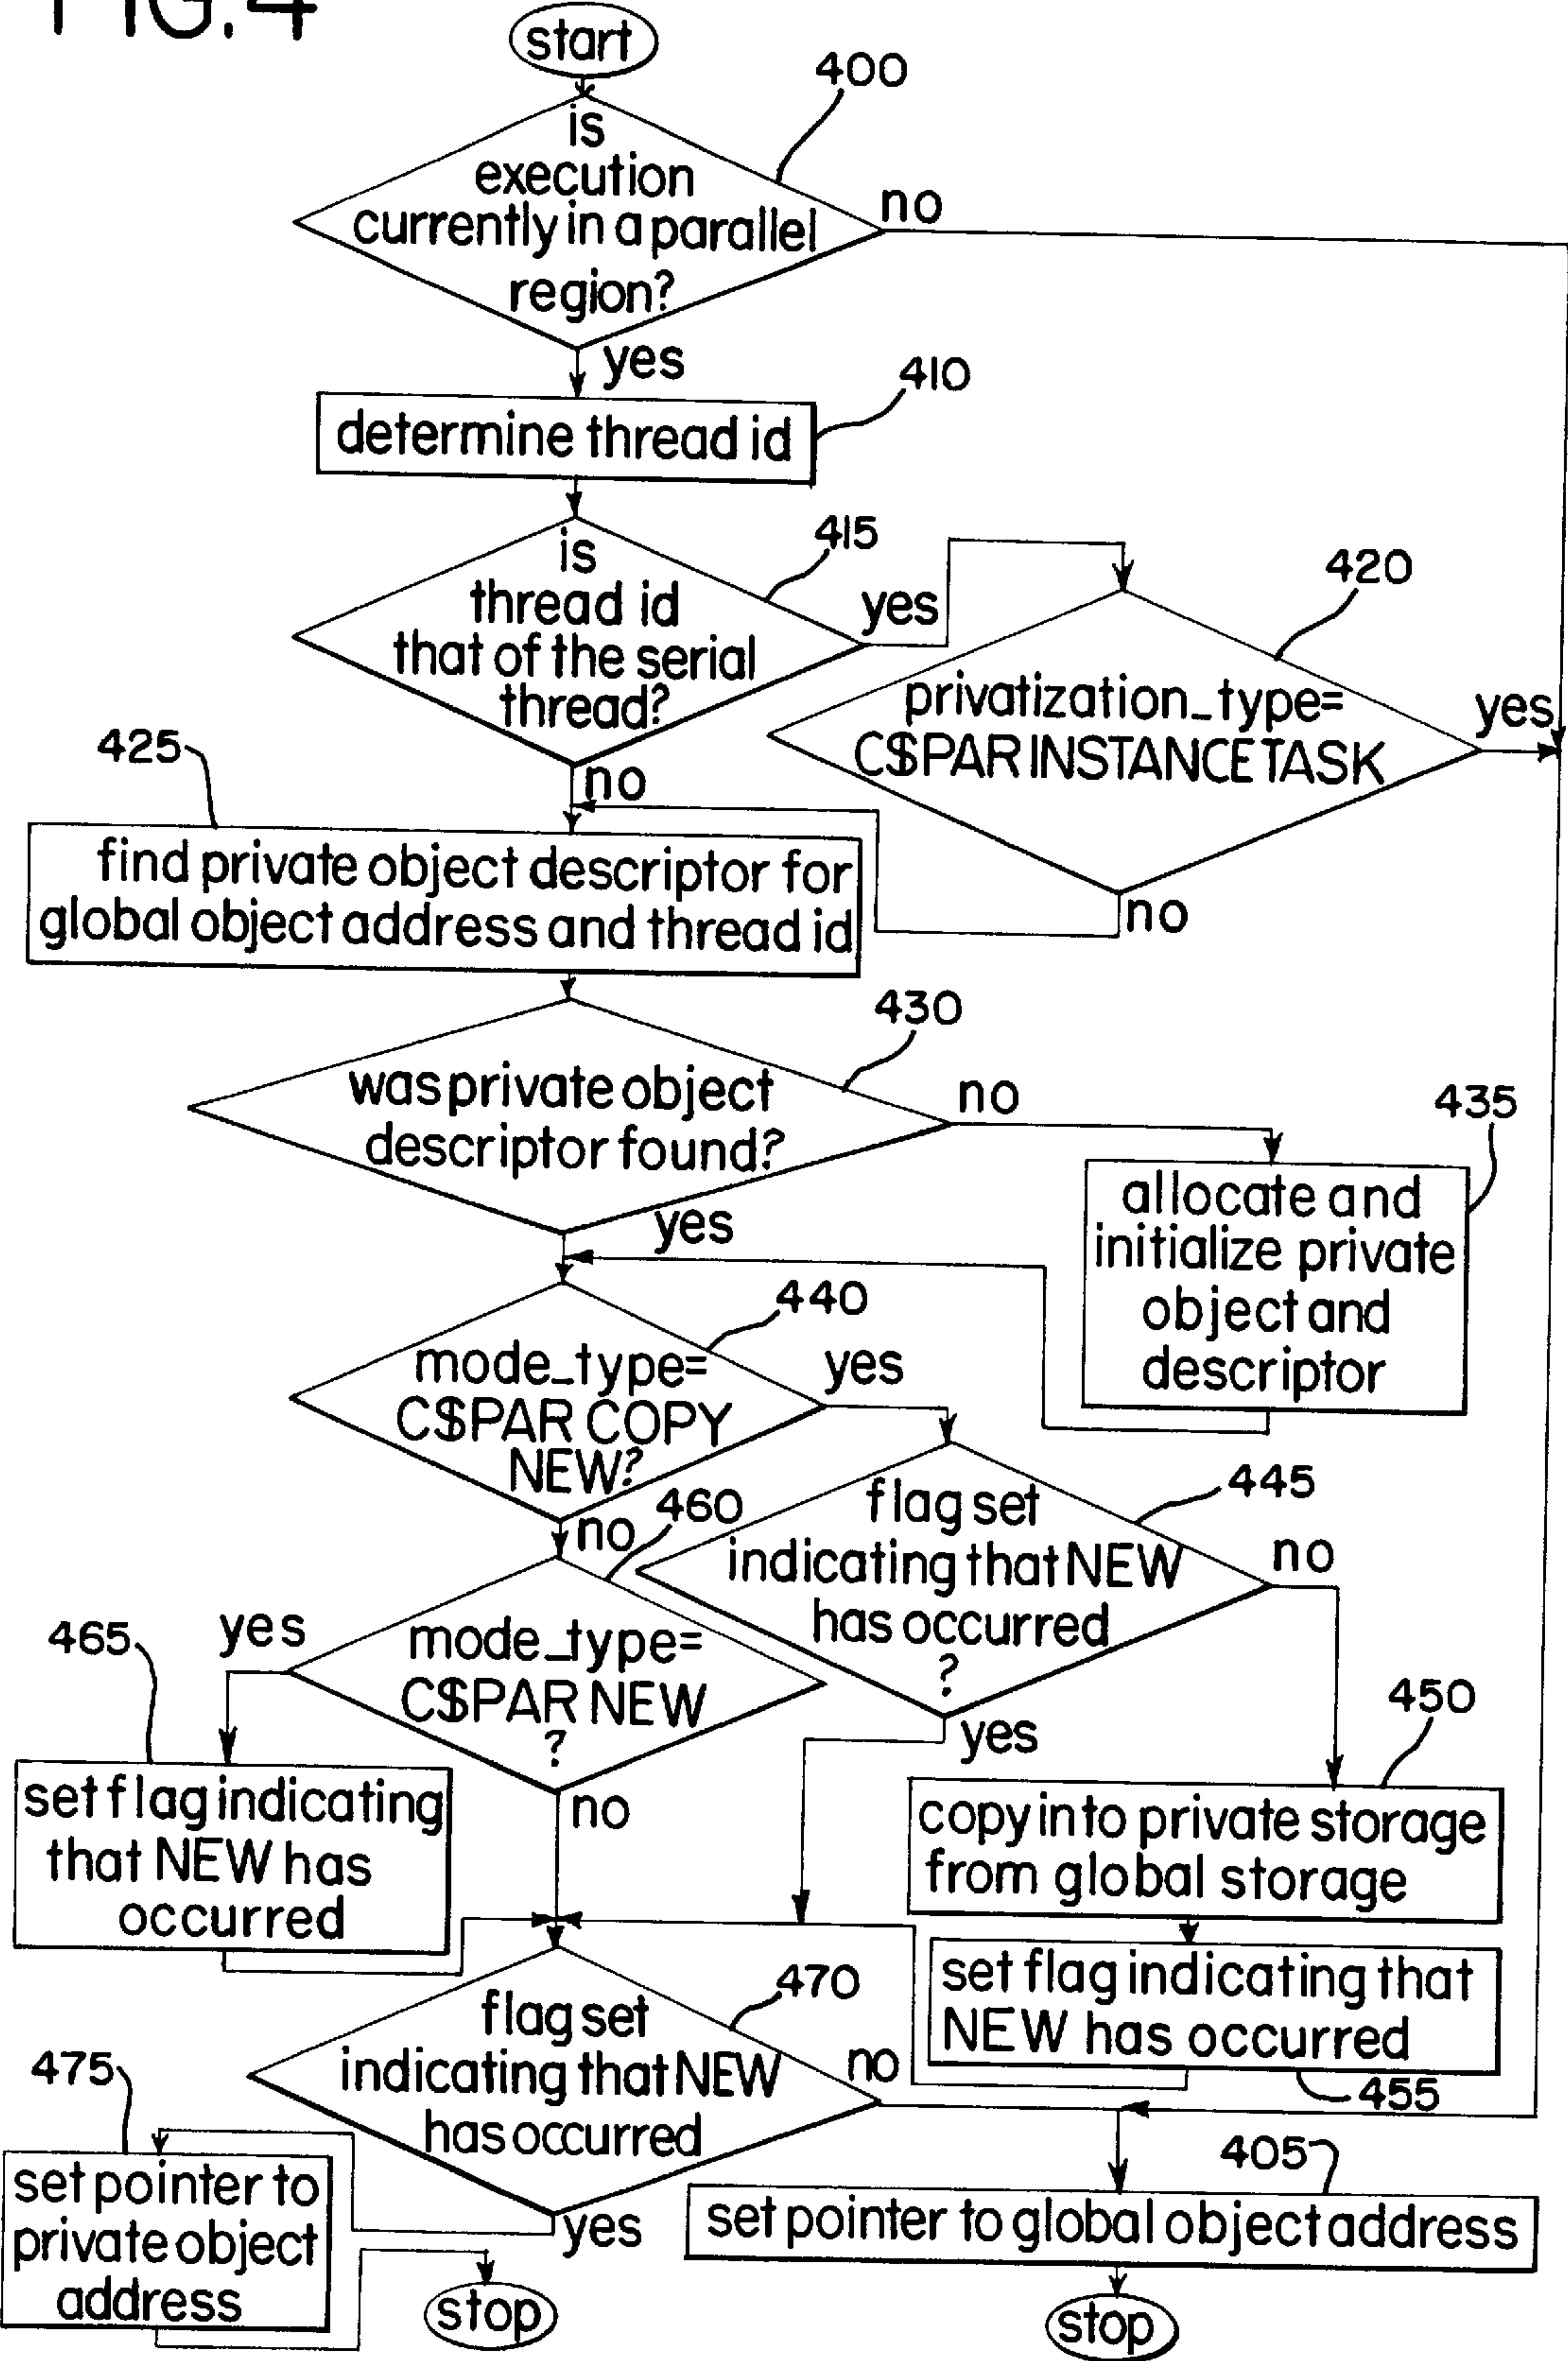 FIG.4
start
400
is
execution
currently in a parallel
region?
no
yes
410
determine thread id
415
is
thread id
that of the serial
thread?
yes
420
privatization_type=
C$PAR INSTANCE TASK
yes
no
425
no
find private object descriptor for
global object address and thread id
430
was private object
descriptor found?
no
435
yes
allocate and
initialize private
object and
descriptor
440
mode_type=
C$PAR COPY
NEW?
yes
445
flag set
indicating that NEW
has occurred
?
no
460
no
yes
465
mode_type=
C$PAR NEW
?
yes
450
set flag indicating
that NEW has
occurred
no
copy into private storage
from global storage
470
flag set
indicating that NEW
has occurred
no
set flag indicating that
NEW has occurred
455
475
405
set pointer to
private object
address
yes
set pointer to global object address
stop
stop